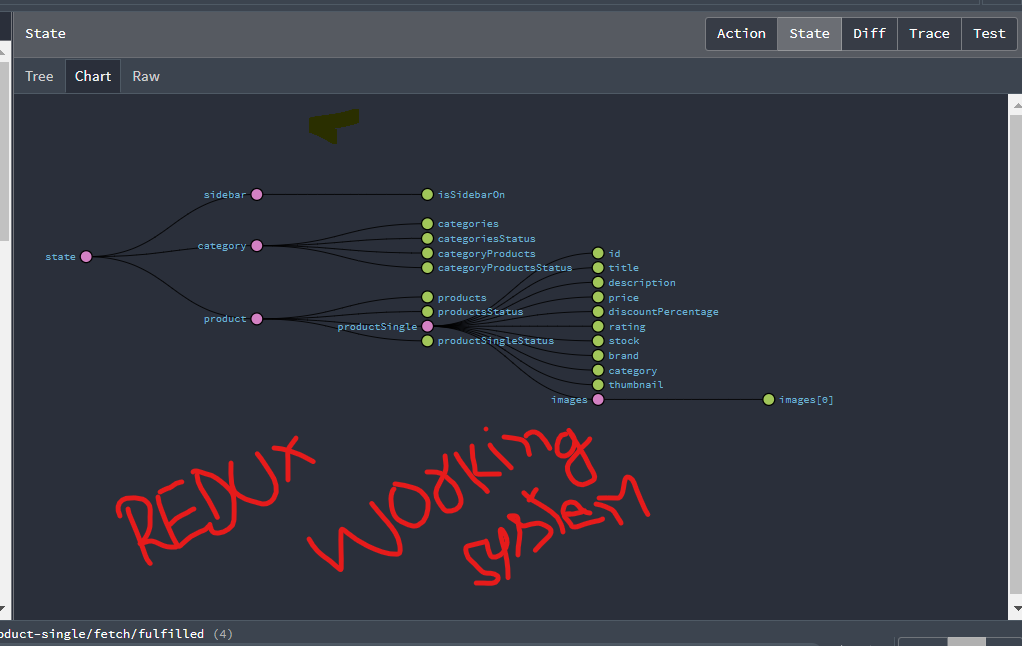 State Action State Diff Trace Test
Tree Chart Raw
sidebar isSidebarOn
categories
category categoriesStatus
categoryProducts id
state
categoryProductsStatus title
description
products price
product productsStatus discountPercentage
productSingle rating
productSingleStatus stock
brand
category
thumbnail
images images[0]
REDUX WORKING
SYSTEM
oduct-single/fetch/fulfilled (4)